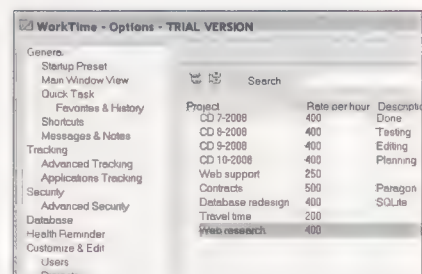 WorkTime - Options - TRIAL VERSION
General
Startup Preset
Main Window View
Quick Task
Favorites & History
Shortcuts
Messages & Notes
Tracking
Advanced Tracking
Applications Tracking
Security
Advanced Security
Database
Health Reminder
Customize & Edit
Users
Search
Project Rate per hour Descriptio
CD 7-2008 400 Done
CD 8-2008 400 Testing
CD 9-2008 400 Editing
CD 10-2008 400 Planning
Web support 250
Contracts 500 Paragon
Database redesign 400 SQLite
Travel time 200
Web research 400